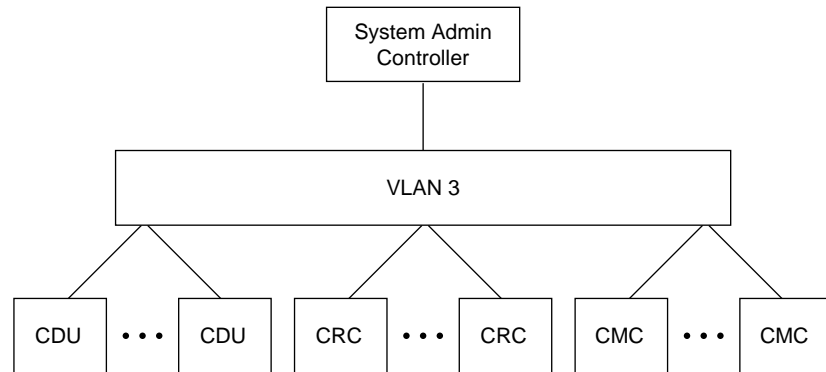 System Admin
Controller
VLAN 3
CDU ••• CDU CRC ••• CRC CMC ••• CMC